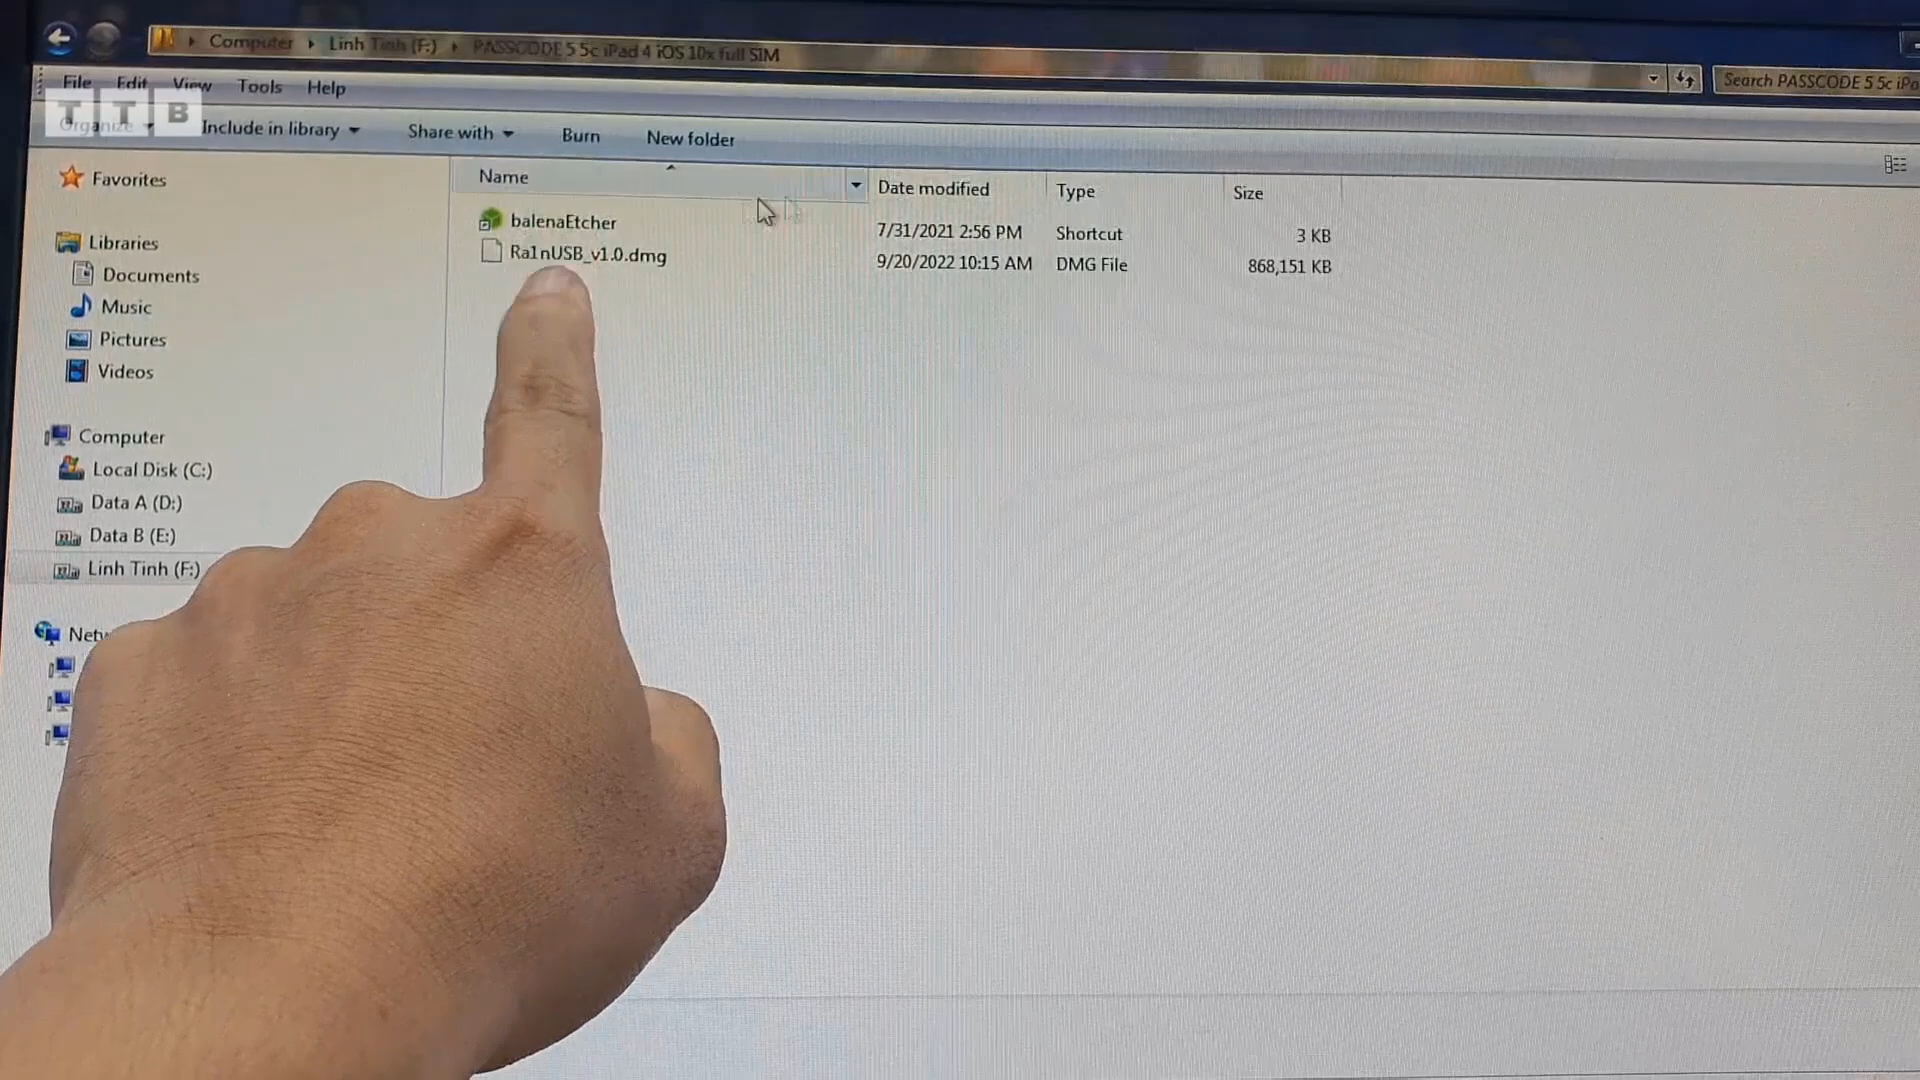 Computer Linh Tinh (F:) PASSCODE 5 5c iPad 4 iOS 10x full SIM
Search PASSCODE 5 5c iPa
File Edit View Tools Help
TTB
Organize Include in library Share with Burn New folder
Favorites
Libraries
Documents
Music
Pictures
Videos
Computer
Local Disk (C:)
Data A (D:)
Data B (E:)
Linh Tinh (F:)
Netw
Name Date modified Type Size
balenaEtcher 7/31/2021 2:56 PM Shortcut 3 KB
Ra1nUSB_v1.0.dmg 9/20/2022 10:15 AM DMG File 868,151 KB